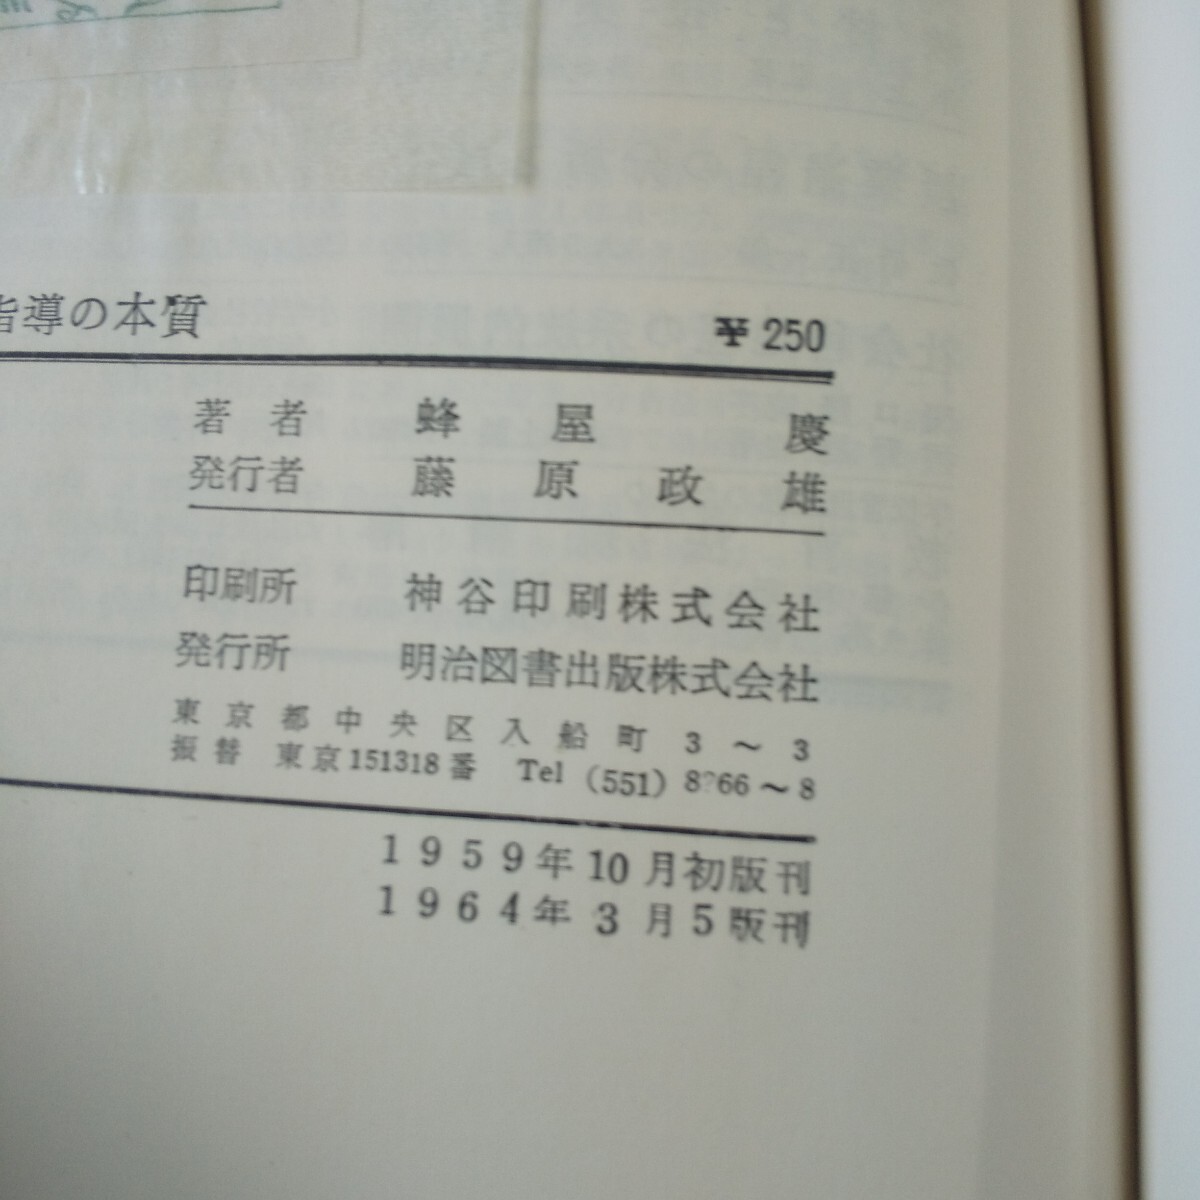 指導の本質 ¥ 250
著者 蜂屋 慶
発行者 藤原政雄
印刷所 神谷印刷株式会社
発行所 明治図書出版株式会社
東京都中央区入船町3〜3
振替 東京151318番 Tel (551) 8?66〜8
1959年10月初版刊
1964年3月5版刊